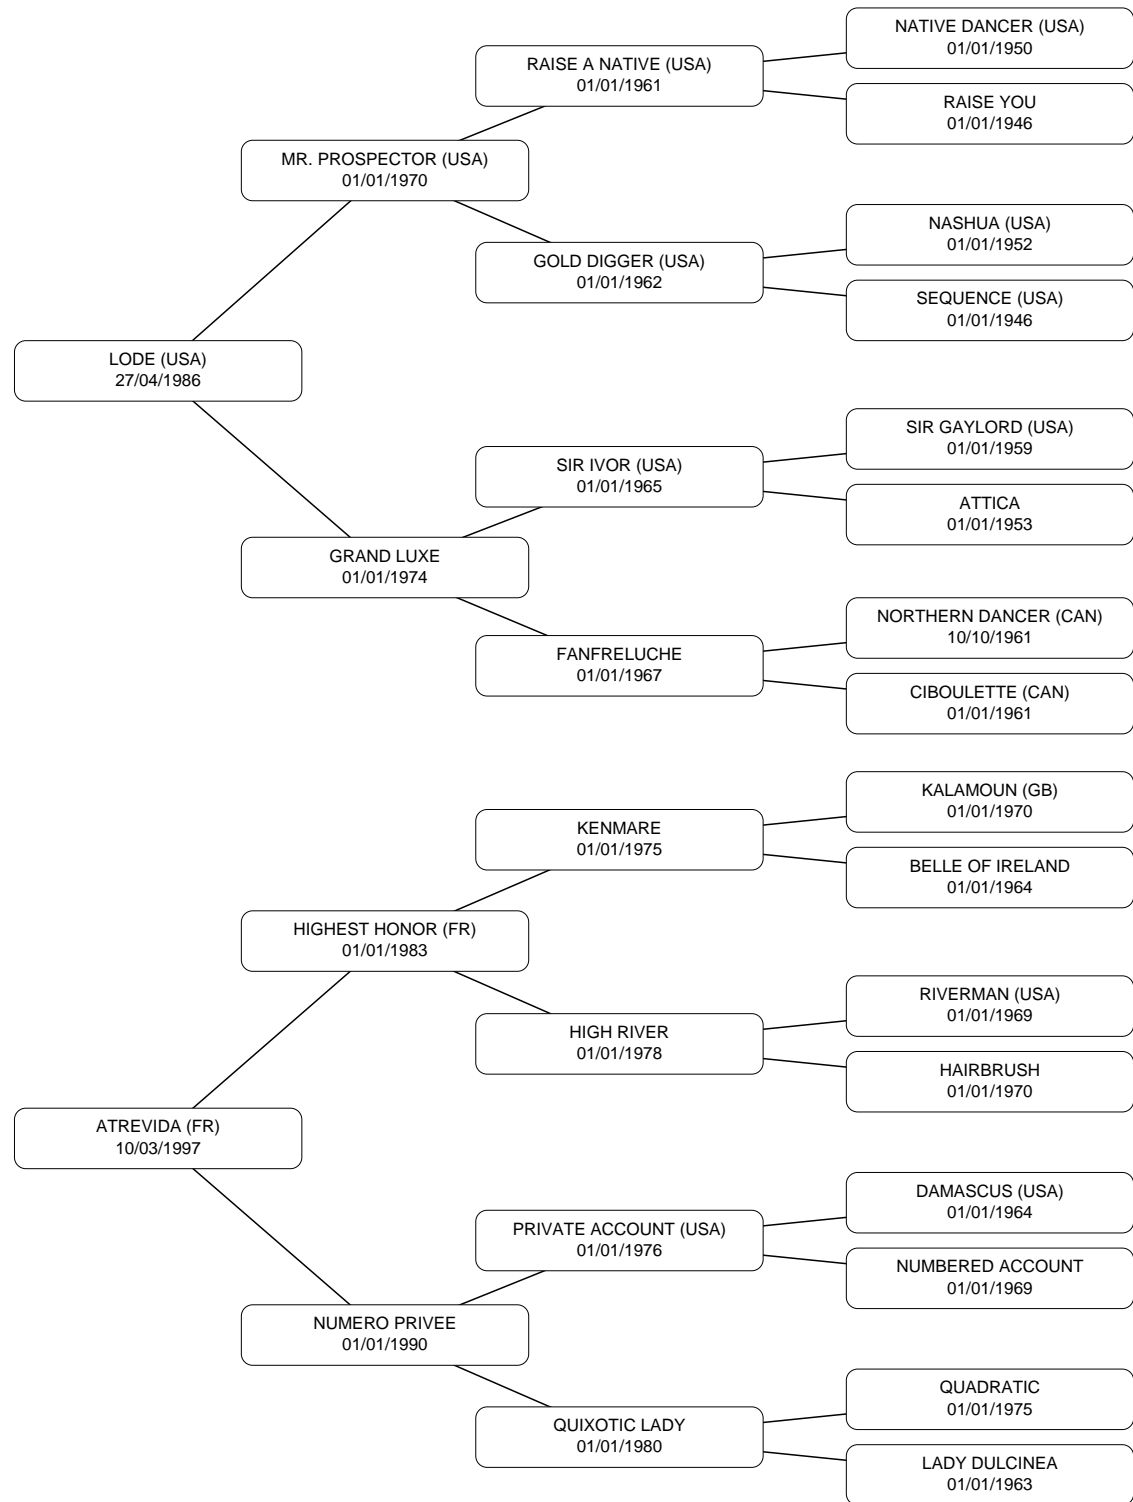 NATIVE DANCER (USA)
01/01/1950
RAISE A NATIVE (USA)
01/01/1961
RAISE YOU
01/01/1946
MR. PROSPECTOR (USA)
01/01/1970
NASHUA (USA)
01/01/1952
GOLD DIGGER (USA)
01/01/1962
SEQUENCE (USA)
01/01/1946
LODE (USA)
27/04/1986
SIR GAYLORD (USA)
01/01/1959
SIR IVOR (USA)
01/01/1965
ATTICA
01/01/1953
GRAND LUXE
01/01/1974
NORTHERN DANCER (CAN)
10/10/1961
FANFRELUCHE
01/01/1967
CIBOULETTE (CAN)
01/01/1961
KALAMOUN (GB)
01/01/1970
KENMARE
01/01/1975
BELLE OF IRELAND
01/01/1964
HIGHEST HONOR (FR)
01/01/1983
RIVERMAN (USA)
01/01/1969
HIGH RIVER
01/01/1978
HAIRBRUSH
01/01/1970
ATREVIDA (FR)
10/03/1997
DAMASCUS (USA)
01/01/1964
PRIVATE ACCOUNT (USA)
01/01/1976
NUMBERED ACCOUNT
01/01/1969
NUMERO PRIVEE
01/01/1990
QUADRATIC
01/01/1975
QUIXOTIC LADY
01/01/1980
LADY DULCINEA
01/01/1963